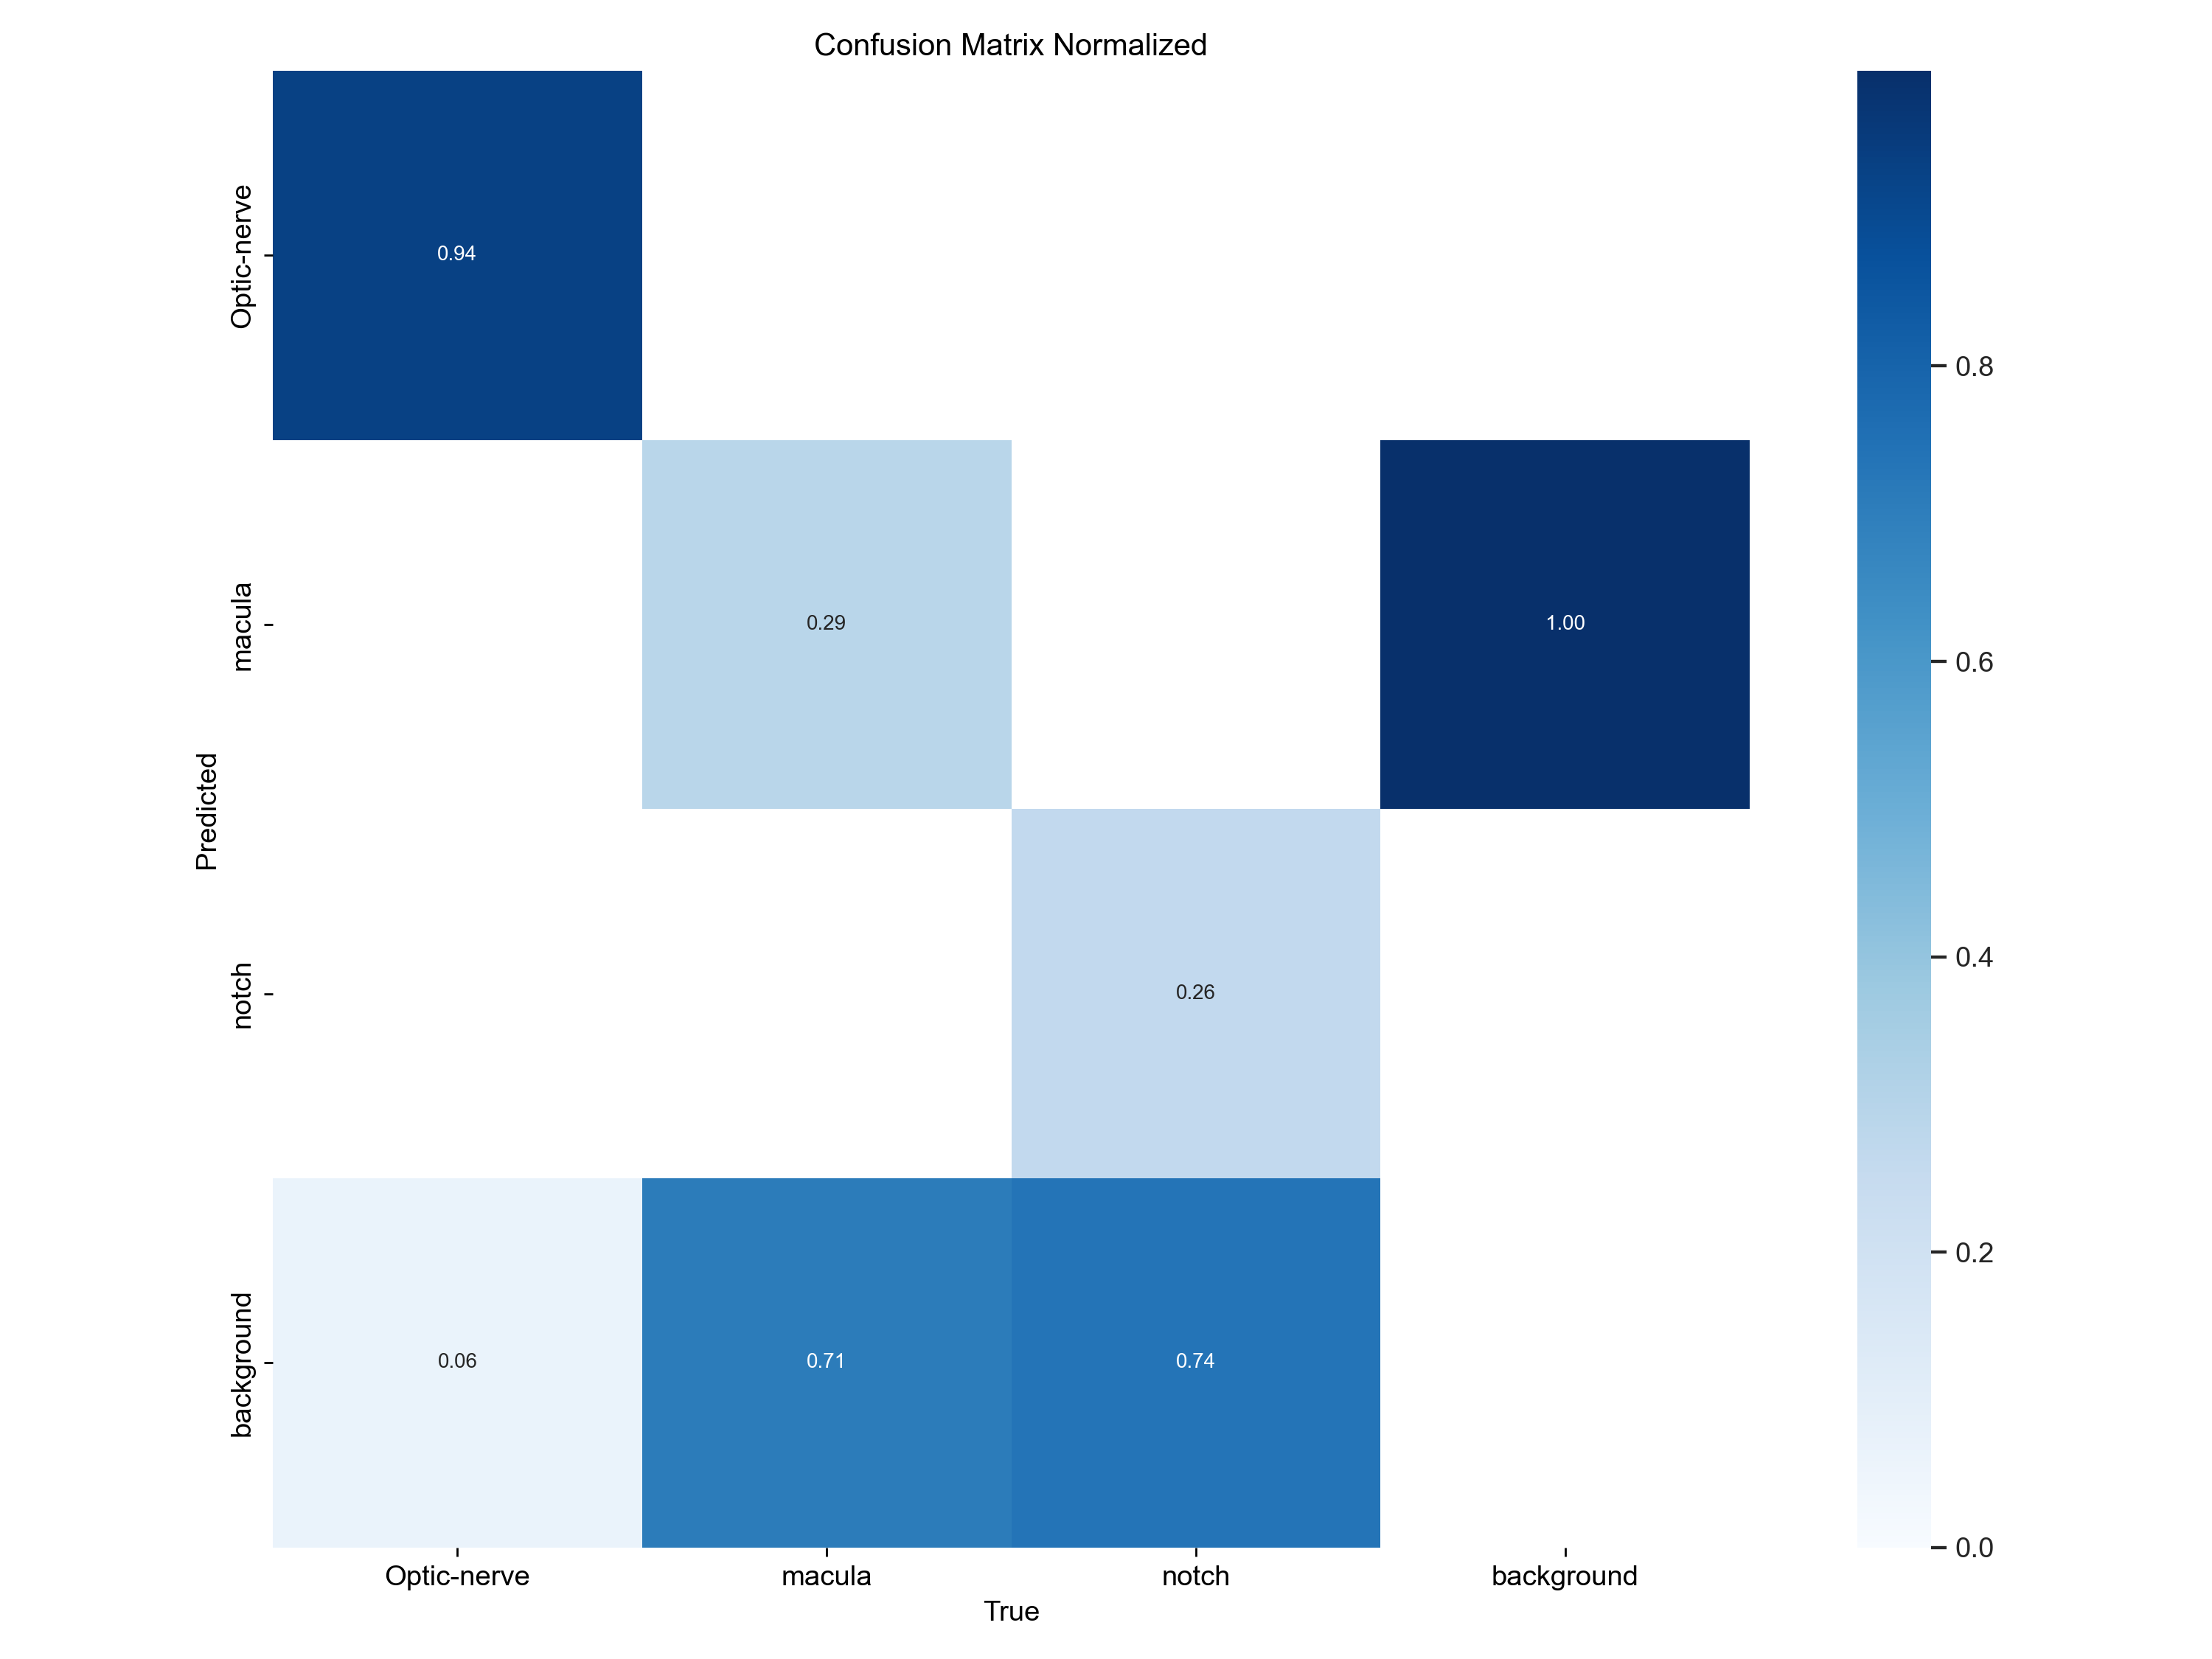 Confusion Matrix Normalized
Optic-nerve
0.94
0.8
macula
0.29
1.00
0.6
Predicted
notch
0.26
0.4
background
0.06
0.71
0.74
0.2
0.0
Optic-nerve
macula
notch
background
True